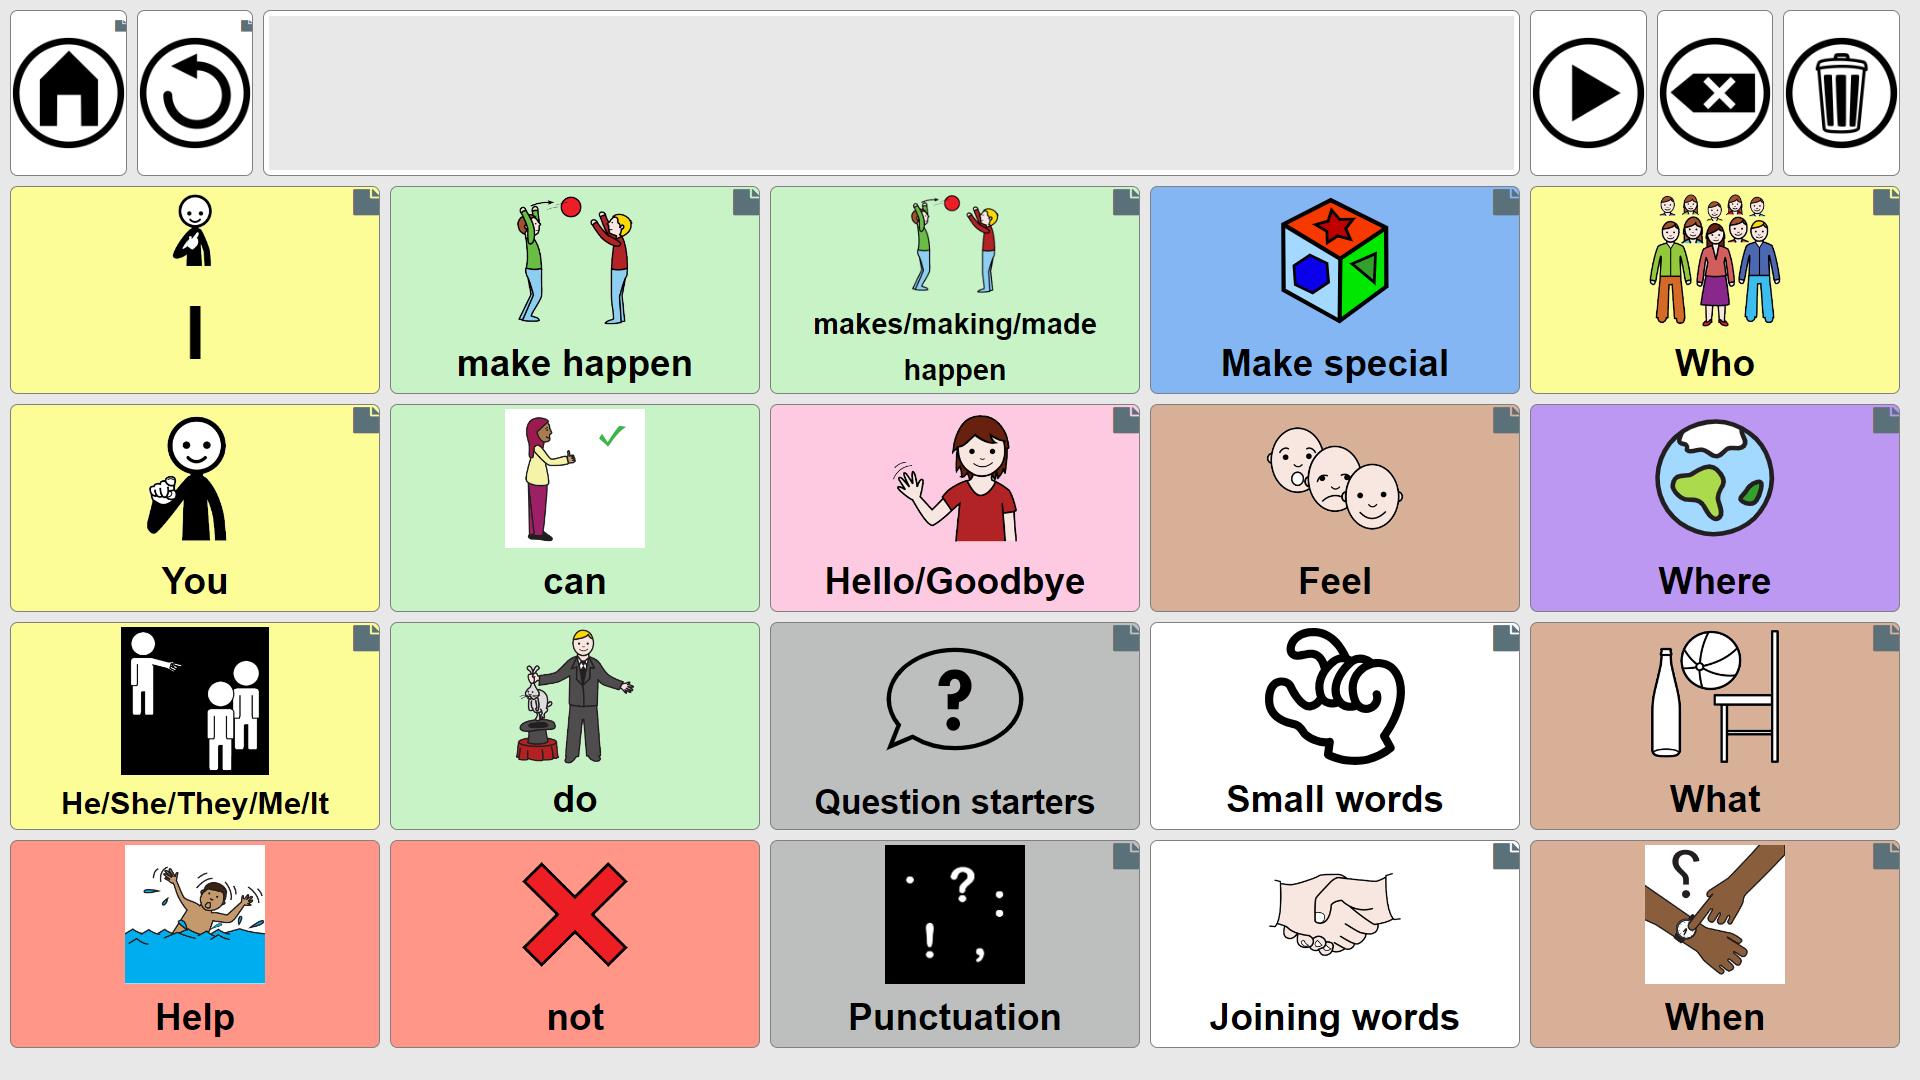 I
make happen
makes/making/made
happen
Make special
Who
You
can
Hello/Goodbye
Feel
Where
He/She/They/Me/It
do
?
Question starters
Small words
What
Help
not
. ? :
! ,
Punctuation
Joining words
?
When